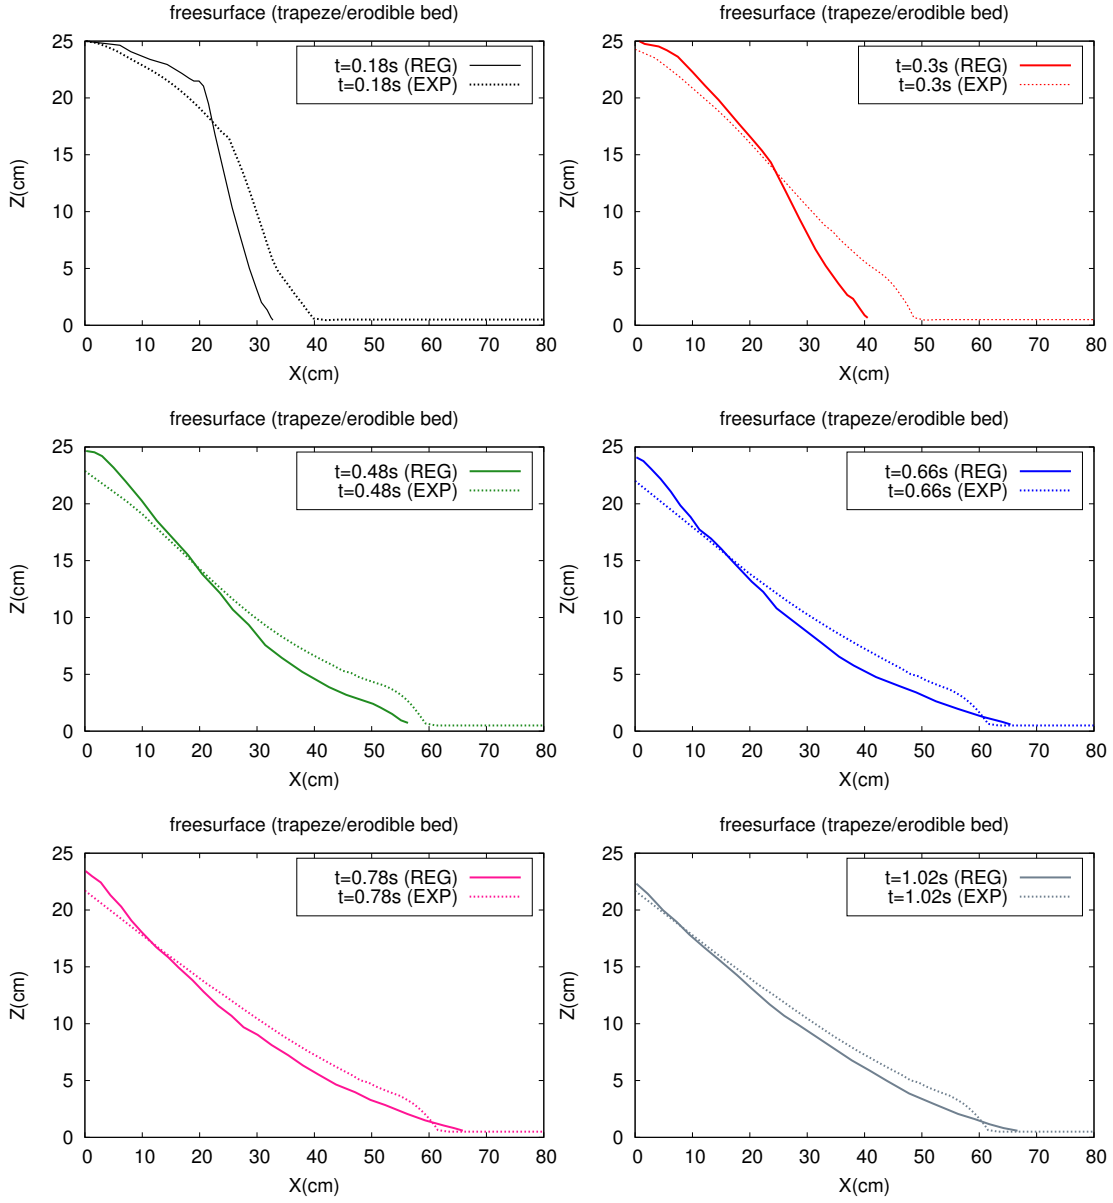 freesurface (trapeze/erodible bed)
t=0.18s (REG)
t=0.18s (EXP)
Z(cm)
25
20
15
10
5
0
0 10 20 30 40 50 60 70 80
X(cm)
freesurface (trapeze/erodible bed)
t=0.3s (REG)
t=0.3s (EXP)
Z(cm)
25
20
15
10
5
0
0 10 20 30 40 50 60 70 80
X(cm)
freesurface (trapeze/erodible bed)
t=0.48s (REG)
t=0.48s (EXP)
Z(cm)
25
20
15
10
5
0
0 10 20 30 40 50 60 70 80
X(cm)
freesurface (trapeze/erodible bed)
t=0.66s (REG)
t=0.66s (EXP)
Z(cm)
25
20
15
10
5
0
0 10 20 30 40 50 60 70 80
X(cm)
freesurface (trapeze/erodible bed)
t=0.78s (REG)
t=0.78s (EXP)
Z(cm)
25
20
15
10
5
0
0 10 20 30 40 50 60 70 80
X(cm)
freesurface (trapeze/erodible bed)
t=1.02s (REG)
t=1.02s (EXP)
Z(cm)
25
20
15
10
5
0
0 10 20 30 40 50 60 70 80
X(cm)